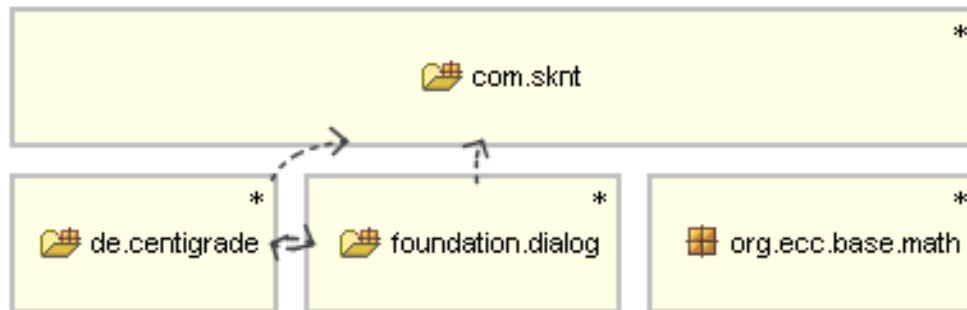 *
com.sknt
* * *
de.centigrade foundation.dialog org.ecc.base.math